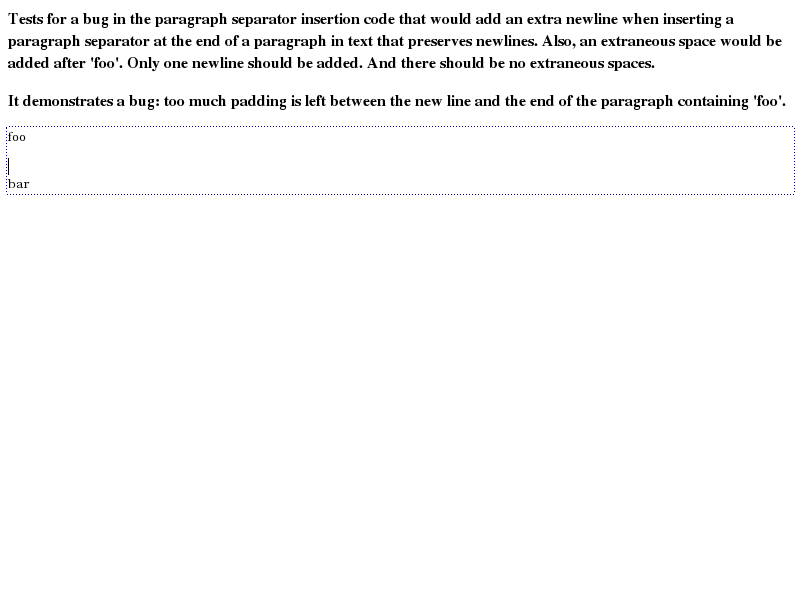 Tests for a bug in the paragraph separator insertion code that would add an extra newline when inserting a
paragraph separator at the end of a paragraph in text that preserves newlines. Also, an extraneous space would be
added after 'foo'. Only one newline should be added. And there should be no extraneous spaces.
It demonstrates a bug: too much padding is left between the new line and the end of the paragraph containing 'foo'.
foo
bar